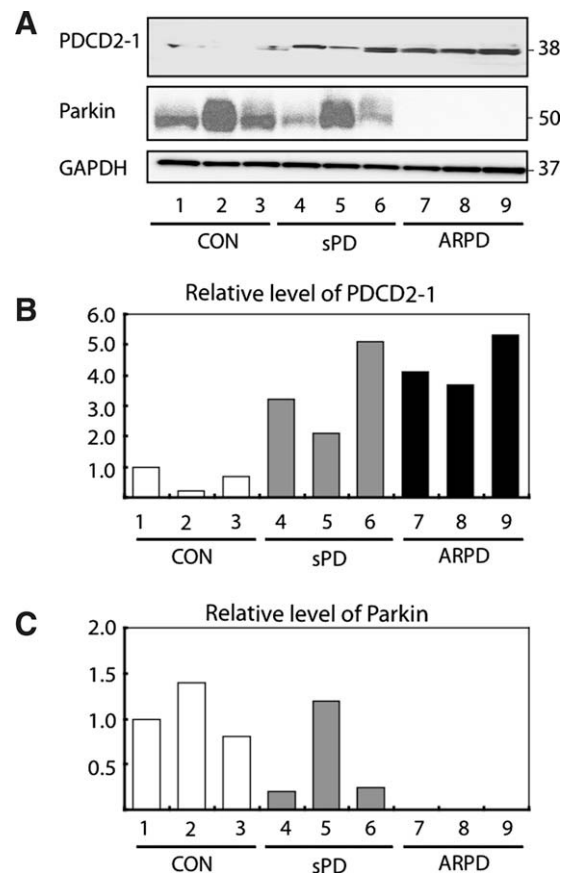 A
PDCD2-1
38
Parkin
50
GAPDH
37
1 2 3 4 5 6 7 8 9
CON sPD ARPD
B
Relative level of PDCD2-1
6.0
5.0
4.0
3.0
2.0
1.0
1 2 3 4 5 6 7 8 9
CON sPD ARPD
C
Relative level of Parkin
2.0
1.5
1.0
0.5
1 2 3 4 5 6 7 8 9
CON sPD ARPD